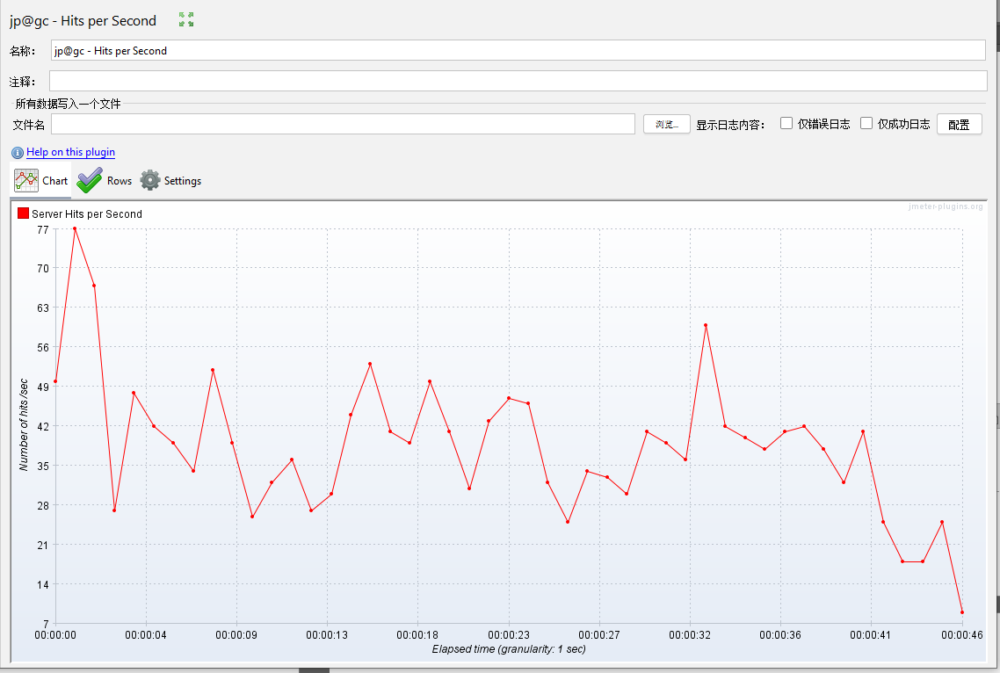 jp@gc - Hits per Second
名称： jp@gc - Hits per Second
注释：
所有数据写入一个文件
文件名 浏览... 显示日志内容： 仅错误日志 仅成功日志 配置
Help on this plugin
Chart Rows Settings
jmeter-plugins.org
Server Hits per Second
77
70
63
56
49
42
35
28
21
14
7
Number of hits /sec
00:00:00 00:00:04 00:00:09 00:00:13 00:00:18 00:00:23 00:00:27 00:00:32 00:00:36 00:00:41 00:00:46
Elapsed time (granularity: 1 sec)